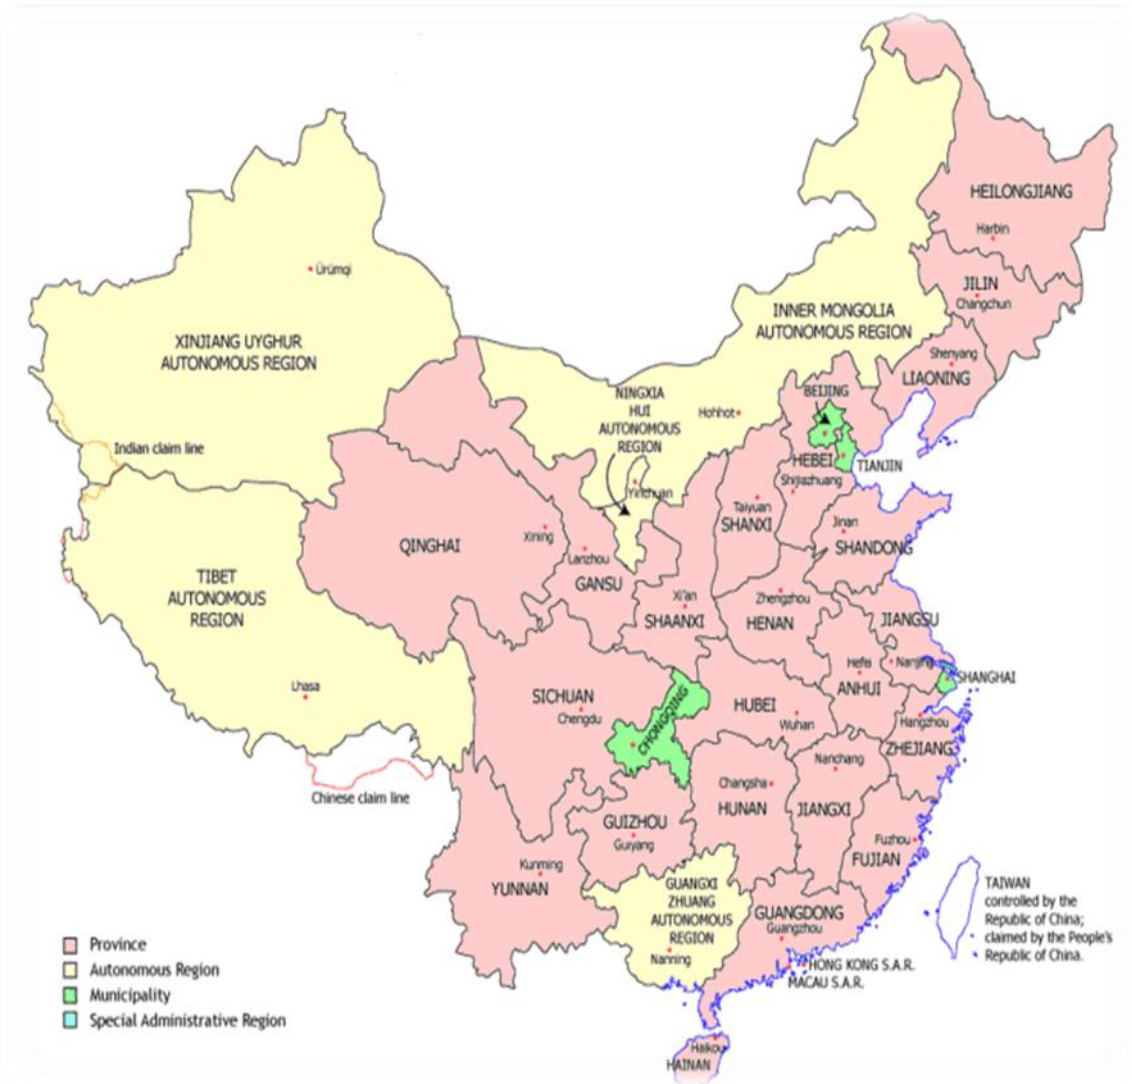 HEILONGJIANG
Harbin
JILIN
Changchun
Ürümqi
INNER MONGOLIA
AUTONOMOUS REGION
XINJIANG UYGHUR
AUTONOMOUS REGION
Shenyang
LIAONING
NINGXIA
HUI
AUTONOMOUS
REGION
BEIJING
Hohhot
Indian claim line
HEBEI
TIANJIN
Shijiazhuang
Yinchuan
Taiyuan
SHANXI
Jinan
SHANDONG
QINGHAI
Xining
Lanzhou
GANSU
TIBET
AUTONOMOUS
REGION
Xi'an
SHAANXI
Zhengzhou
HENAN
JIANGSU
Hefei
Nanjing
ANHUI
SHANGHAI
Lhasa
SICHUAN
Chengdu
CHONGQING
HUBEI
Wuhan
Hangzhou
ZHEJIANG
Chinese claim line
Nanchang
Changsha
HUNAN
JIANGXI
GUIZHOU
Guiyang
Fuzhou
FUJIAN
Kunming
YUNNAN
GUANGXI
ZHUANG
AUTONOMOUS
REGION
Nanning
GUANGDONG
Guangzhou
TAIWAN
controlled by the
Republic of China;
claimed by the People's
Republic of China.
HONG KONG S.A.R.
MACAU S.A.R.
Haikou
HAINAN
Province
Autonomous Region
Municipality
Special Administrative Region